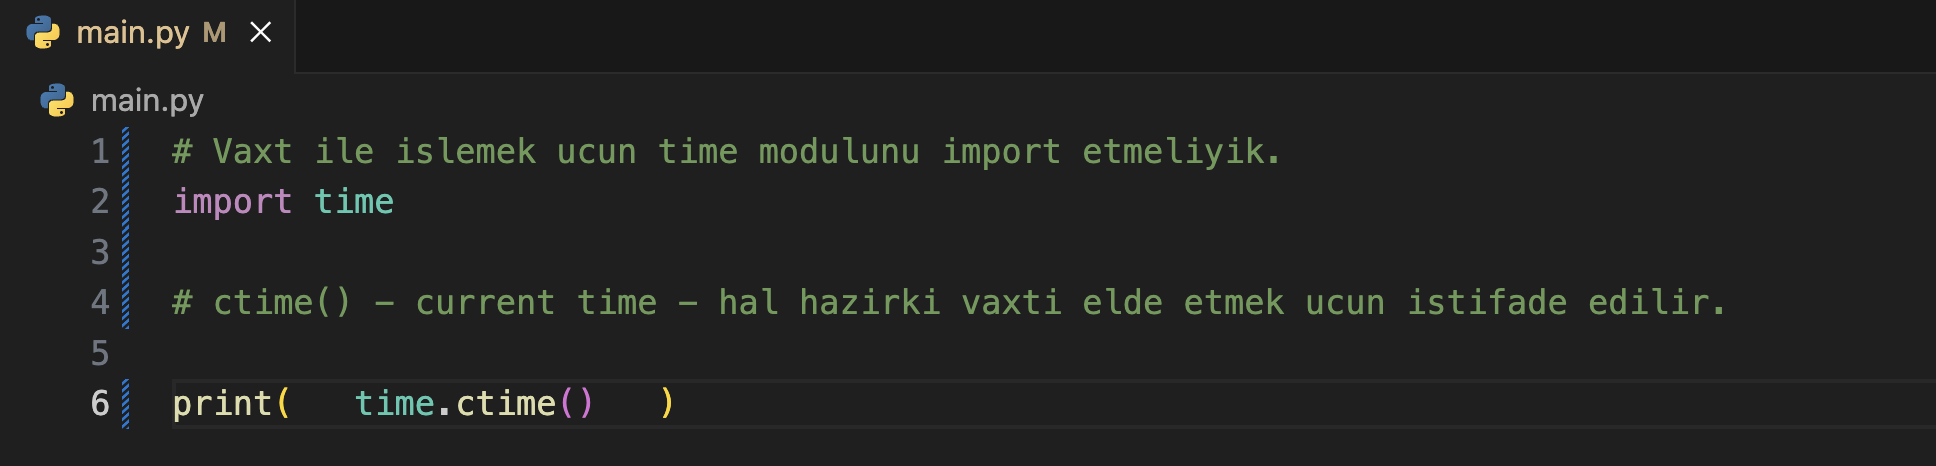 main.py M
main.py
1 # Vaxt ile islemek ucun time modulunu import etmeliyik.
2 import time
3
4 # ctime() - current time - hal hazirki vaxti elde etmek ucun istifade edilir.
5
6 print(   time.ctime()   )